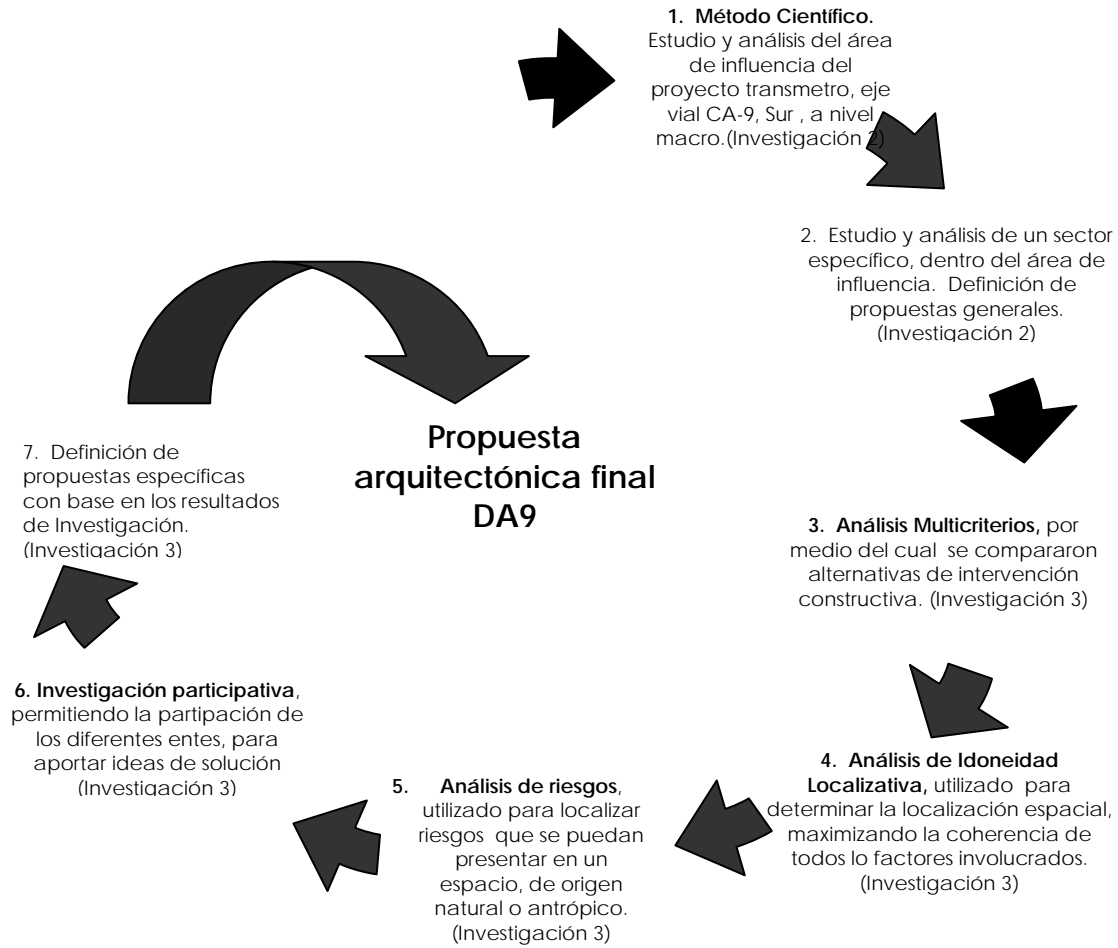 1. Método Científico.
Estudio y análisis del área
de influencia del
proyecto transmetro, eje
vial CA-9, Sur , a nivel
macro.(Investigación 2)
2. Estudio y análisis de un sector
específico, dentro del área de
influencia. Definición de
propuestas generales.
(Investigación 2)
3. Análisis Multicriterios, por
medio del cual se compararon
alternativas de intervención
constructiva. (Investigación 3)
4. Análisis de Idoneidad
Localizativa, utilizado para
determinar la localización espacial,
maximizando la coherencia de
todos lo factores involucrados.
(Investigación 3)
5. Análisis de riesgos,
utilizado para localizar
riesgos que se puedan
presentar en un
espacio, de origen
natural o antrópico.
(Investigación 3)
6. Investigación participativa,
permitiendo la partipación de
los diferentes entes, para
aportar ideas de solución
(Investigación 3)
7. Definición de
propuestas específicas
con base en los resultados
de Investigación.
(Investigación 3)
Propuesta
arquitectónica final
DA9